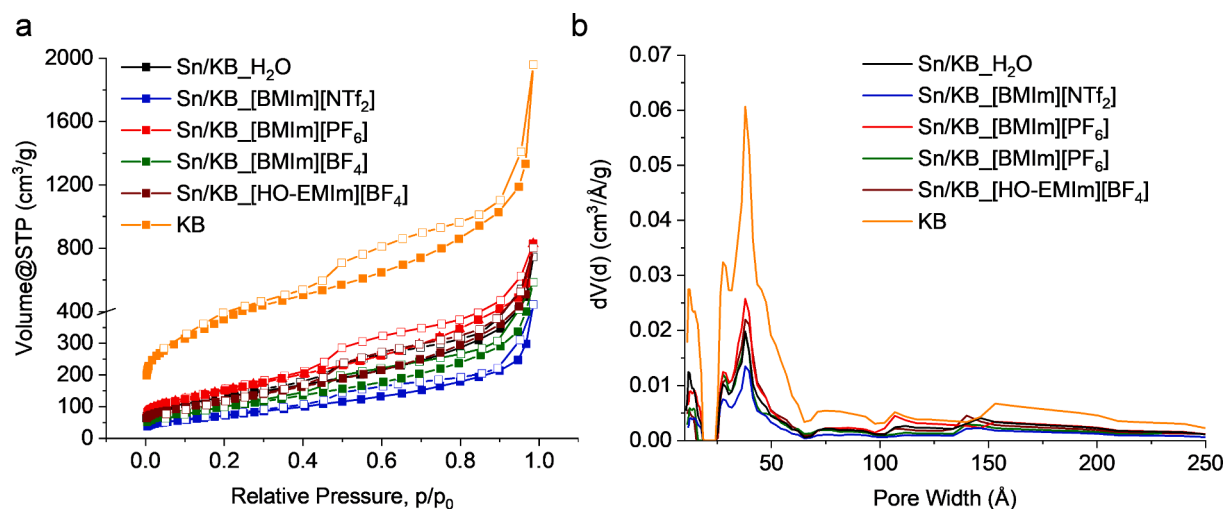 a
2000
1600
1200
800
400
300
200
100
0
Volume@STP (cm³/g)
Sn/KB_H₂O
Sn/KB_[BMIm][NTf₂]
Sn/KB_[BMIm][PF₆]
Sn/KB_[BMIm][BF₄]
Sn/KB_[HO-EMIm][BF₄]
KB
0.0 0.2 0.4 0.6 0.8 1.0
Relative Pressure, p/p₀
b
0.07
0.06
0.05
0.04
0.03
0.02
0.01
0.00
dV(d) (cm³/Å/g)
Sn/KB_H₂O
Sn/KB_[BMIm][NTf₂]
Sn/KB_[BMIm][PF₆]
Sn/KB_[BMIm][PF₆]
Sn/KB_[HO-EMIm][BF₄]
KB
50 100 150 200 250
Pore Width (Å)